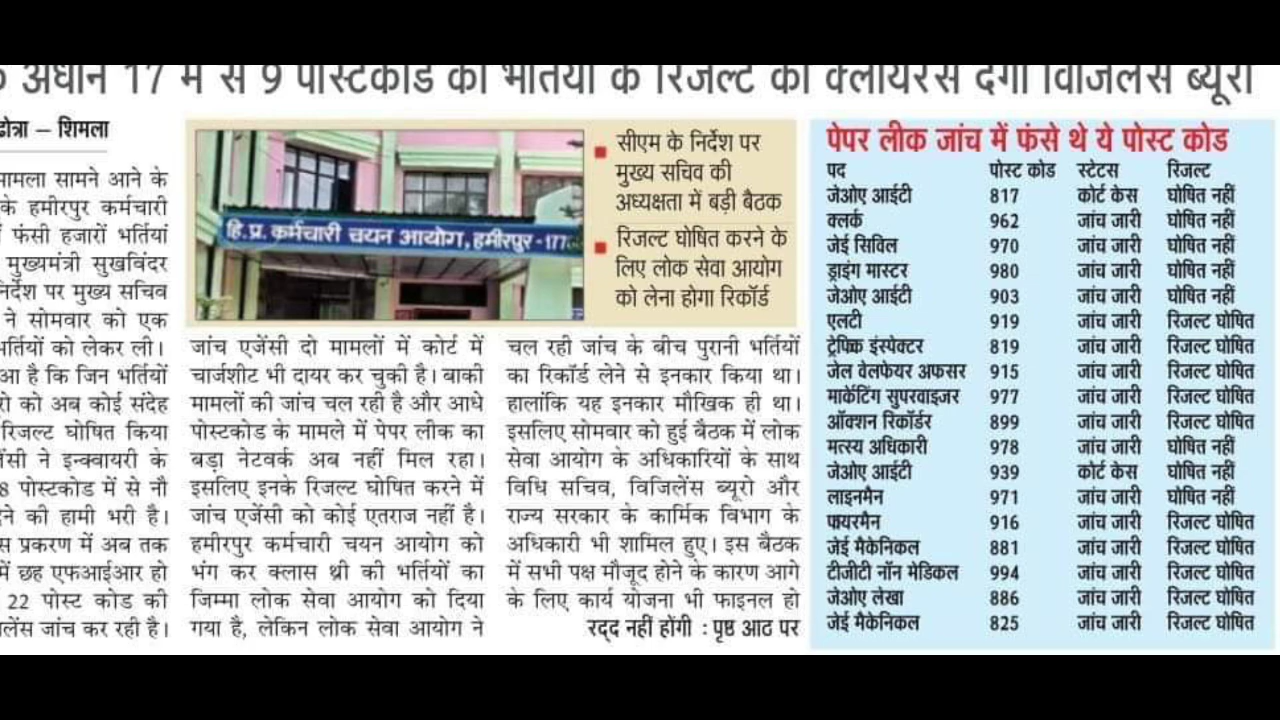 अधीन 17 में से 9 पोस्टकोड की भर्तियों के रिजल्ट को क्लीयरेंस देगी विजिलेंस ब्यूरो
– शिमला
मामला सामने आने के
के हमीरपुर कर्मचारी
फंसी हजारों भर्तियां
मुख्यमंत्री सुखविंदर
निर्देश पर मुख्य सचिव
ने सोमवार को एक
भर्तियों को लेकर ली।
है कि जिन भर्तियों
को अब कोई संदेह
रिजल्ट घोषित किया
ने इन्क्वायरी के
8 पोस्टकोड में से नौ
की हामी भरी है।
प्रकरण में अब तक
में छह एफआईआर हो
22 पोस्ट कोड की
जांच कर रही है।
हि.प्र. कर्मचारी चयन आयोग, हमीरपुर -177
सीएम के निर्देश पर
मुख्य सचिव की
अध्यक्षता में बड़ी बैठक
रिजल्ट घोषित करने के
लिए लोक सेवा आयोग
को लेना होगा रिकॉर्ड
जांच एजेंसी दो मामलों में कोर्ट में
चार्जशीट भी दायर कर चुकी है। बाकी
मामलों की जांच चल रही है और आधे
पोस्टकोड के मामले में पेपर लीक का
बड़ा नेटवर्क अब नहीं मिल रहा।
इसलिए इनके रिजल्ट घोषित करने में
जांच एजेंसी को कोई एतराज नहीं है।
हमीरपुर कर्मचारी चयन आयोग को
भंग कर क्लास थ्री की भर्तियों का
जिम्मा लोक सेवा आयोग को दिया
गया है, लेकिन लोक सेवा आयोग ने
चल रही जांच के बीच पुरानी भर्तियों
का रिकॉर्ड लेने से इनकार किया था।
हालांकि यह इनकार मौखिक ही था।
इसलिए सोमवार को हुई बैठक में लोक
सेवा आयोग के अधिकारियों के साथ
विधि सचिव, विजिलेंस ब्यूरो और
राज्य सरकार के कार्मिक विभाग के
अधिकारी भी शामिल हुए। इस बैठक
में सभी पक्ष मौजूद होने के कारण आगे
के लिए कार्य योजना भी फाइनल हो
रद्द नहीं होंगी : पृष्ठ आठ पर
पेपर लीक जांच में फंसे थे ये पोस्ट कोड
पद पोस्ट कोड स्टेटस रिजल्ट
जेओए आईटी 817 कोर्ट केस घोषित नहीं
क्लर्क 962 जांच जारी घोषित नहीं
जेई सिविल 970 जांच जारी घोषित नहीं
ड्राइंग मास्टर 980 जांच जारी घोषित नहीं
जेओए आईटी 903 जांच जारी घोषित नहीं
एलटी 919 जांच जारी रिजल्ट घोषित
ट्रेफिक इंस्पेक्टर 819 जांच जारी रिजल्ट घोषित
जेल वेलफेयर अफसर 915 जांच जारी रिजल्ट घोषित
मार्केटिंग सुपरवाइजर 977 जांच जारी रिजल्ट घोषित
ऑक्शन रिकॉर्डर 899 जांच जारी रिजल्ट घोषित
मत्स्य अधिकारी 978 जांच जारी घोषित नहीं
जेओए आईटी 939 कोर्ट केस घोषित नहीं
लाइनमैन 971 जांच जारी घोषित नहीं
फायरमैन 916 जांच जारी रिजल्ट घोषित
जेई मैकेनिकल 881 जांच जारी रिजल्ट घोषित
टीजीटी नॉन मेडिकल 994 जांच जारी रिजल्ट घोषित
जेओए लेखा 886 जांच जारी रिजल्ट घोषित
जेई मैकेनिकल 825 जांच जारी रिजल्ट घोषित